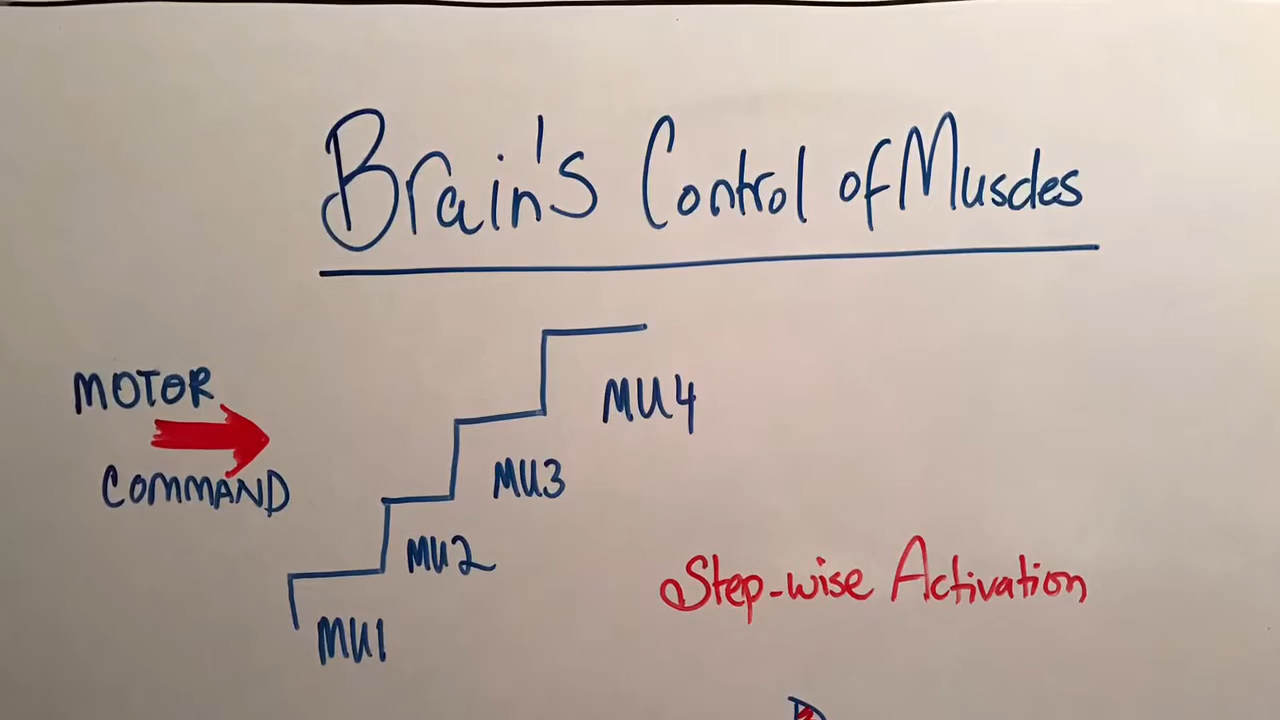 Brain's Control of Muscles
MOTOR
COMMAND
MU4
MU3
MU2
MU1
Step-wise Activation